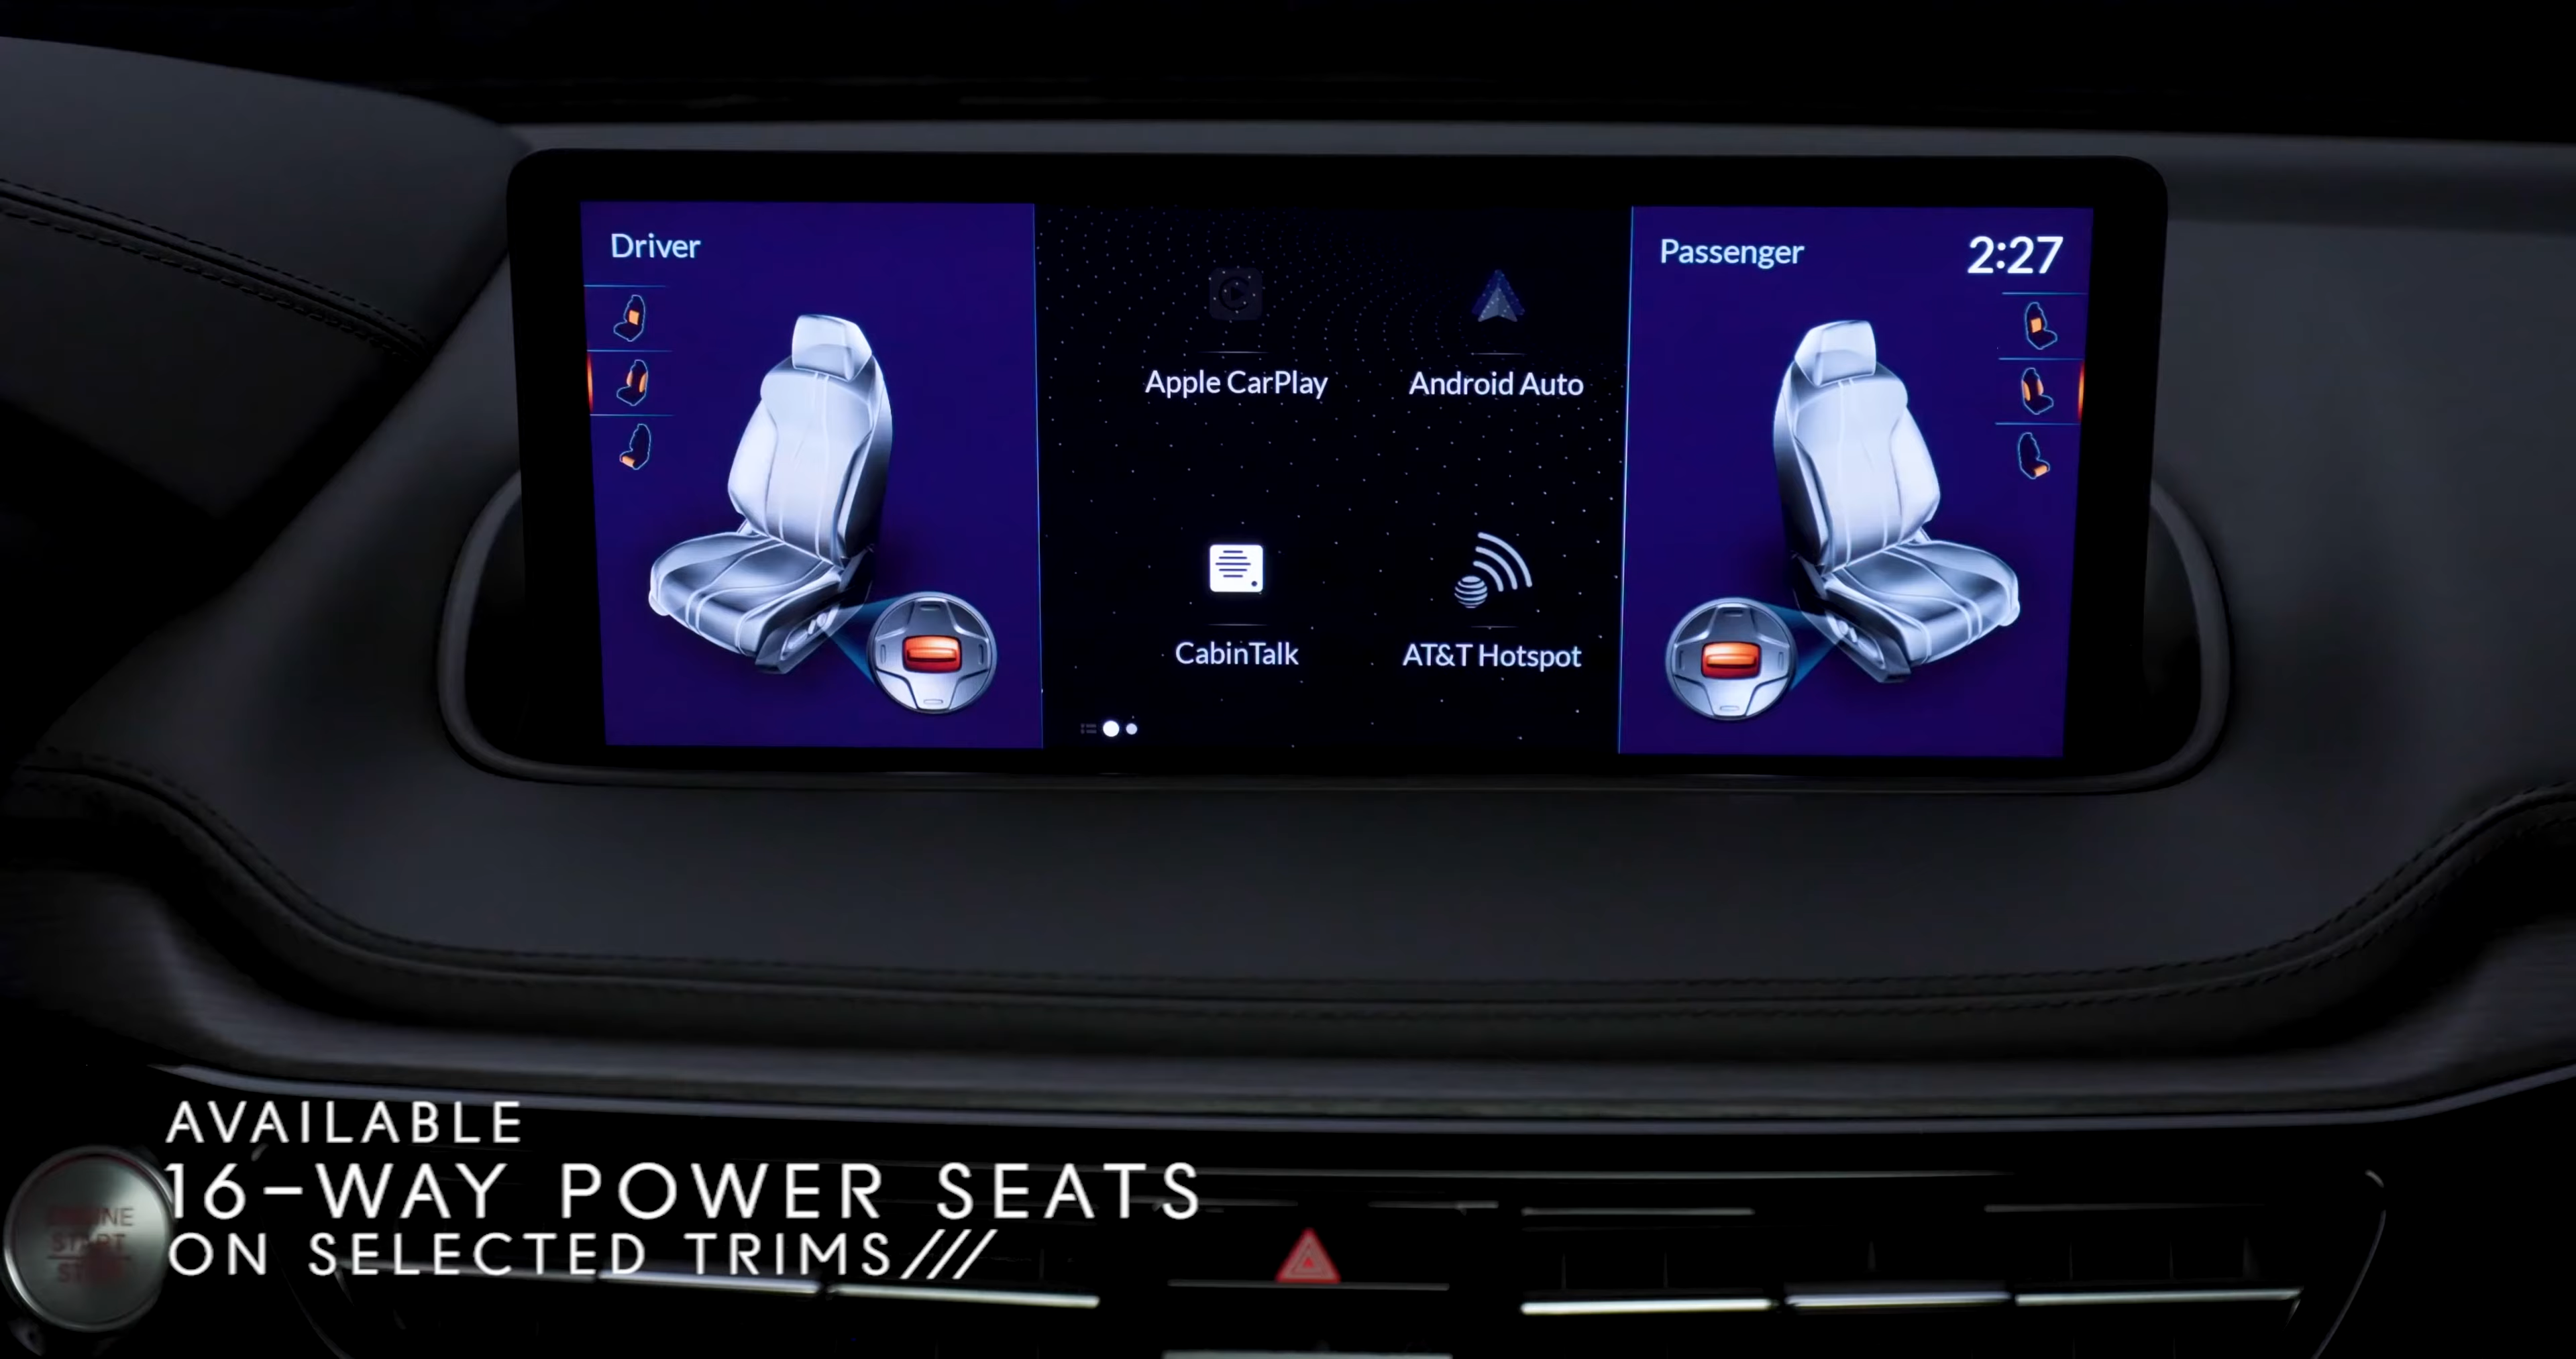 Driver
Passenger
2:27
Apple CarPlay
Android Auto
CabinTalk
AT&T Hotspot
AVAILABLE
16-WAY POWER SEATS
ON SELECTED TRIMS///
START